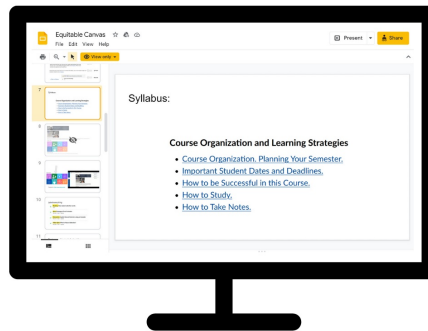 Equitable Canvas
File Edit View Help
Present
Share
View only
7
8
9
10
11
Syllabus:
Course Organization and Learning Strategies
• Course Organization. Planning Your Semester.
• Important Student Dates and Deadlines.
• How to be Successful in this Course.
• How to Study.
• How to Take Notes.